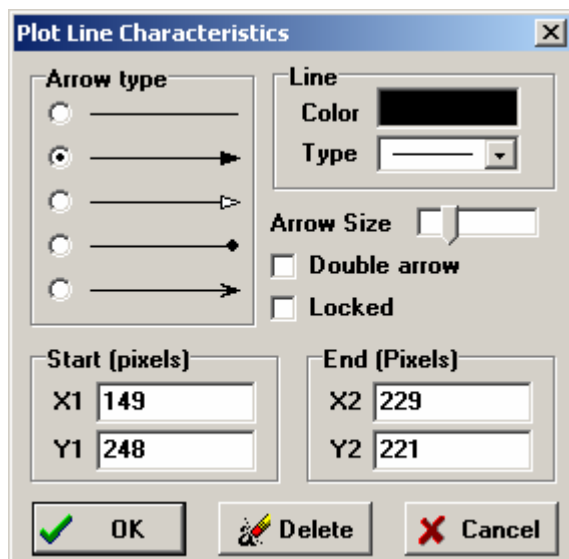 Plot Line Characteristics
Arrow type
Line
Color
Type
Arrow Size
Double arrow
Locked
Start (pixels)
X1 149
Y1 248
End (Pixels)
X2 229
Y2 221
OK
Delete
Cancel